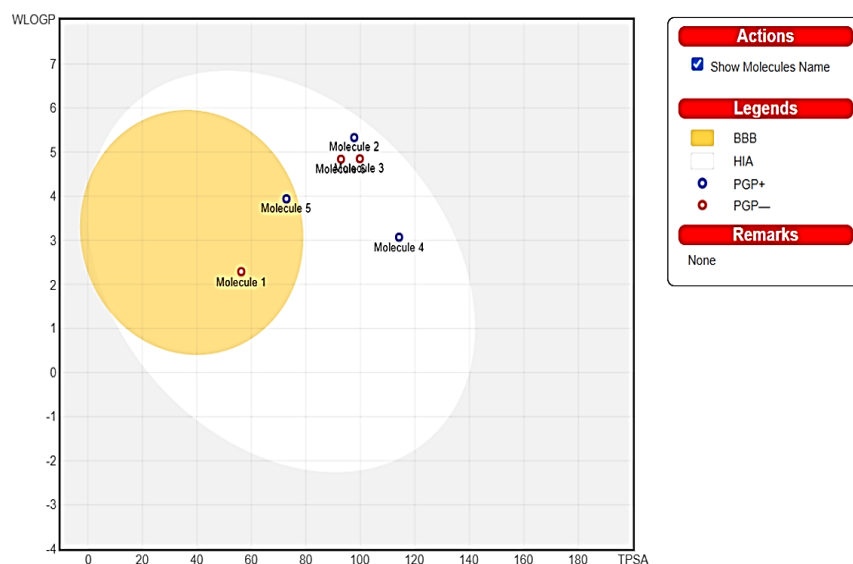 WLOGP
7
6
5
4
3
2
1
0
-1
-2
-3
-4
0
20
40
60
80
100
120
140
160
180
TPSA
Molecule 2
Molecule 3
Molecule 5
Molecule 4
Molecule 1
Actions
Show Molecules Name
Legends
BBB
HIA
PGP+
PGP—
Remarks
None